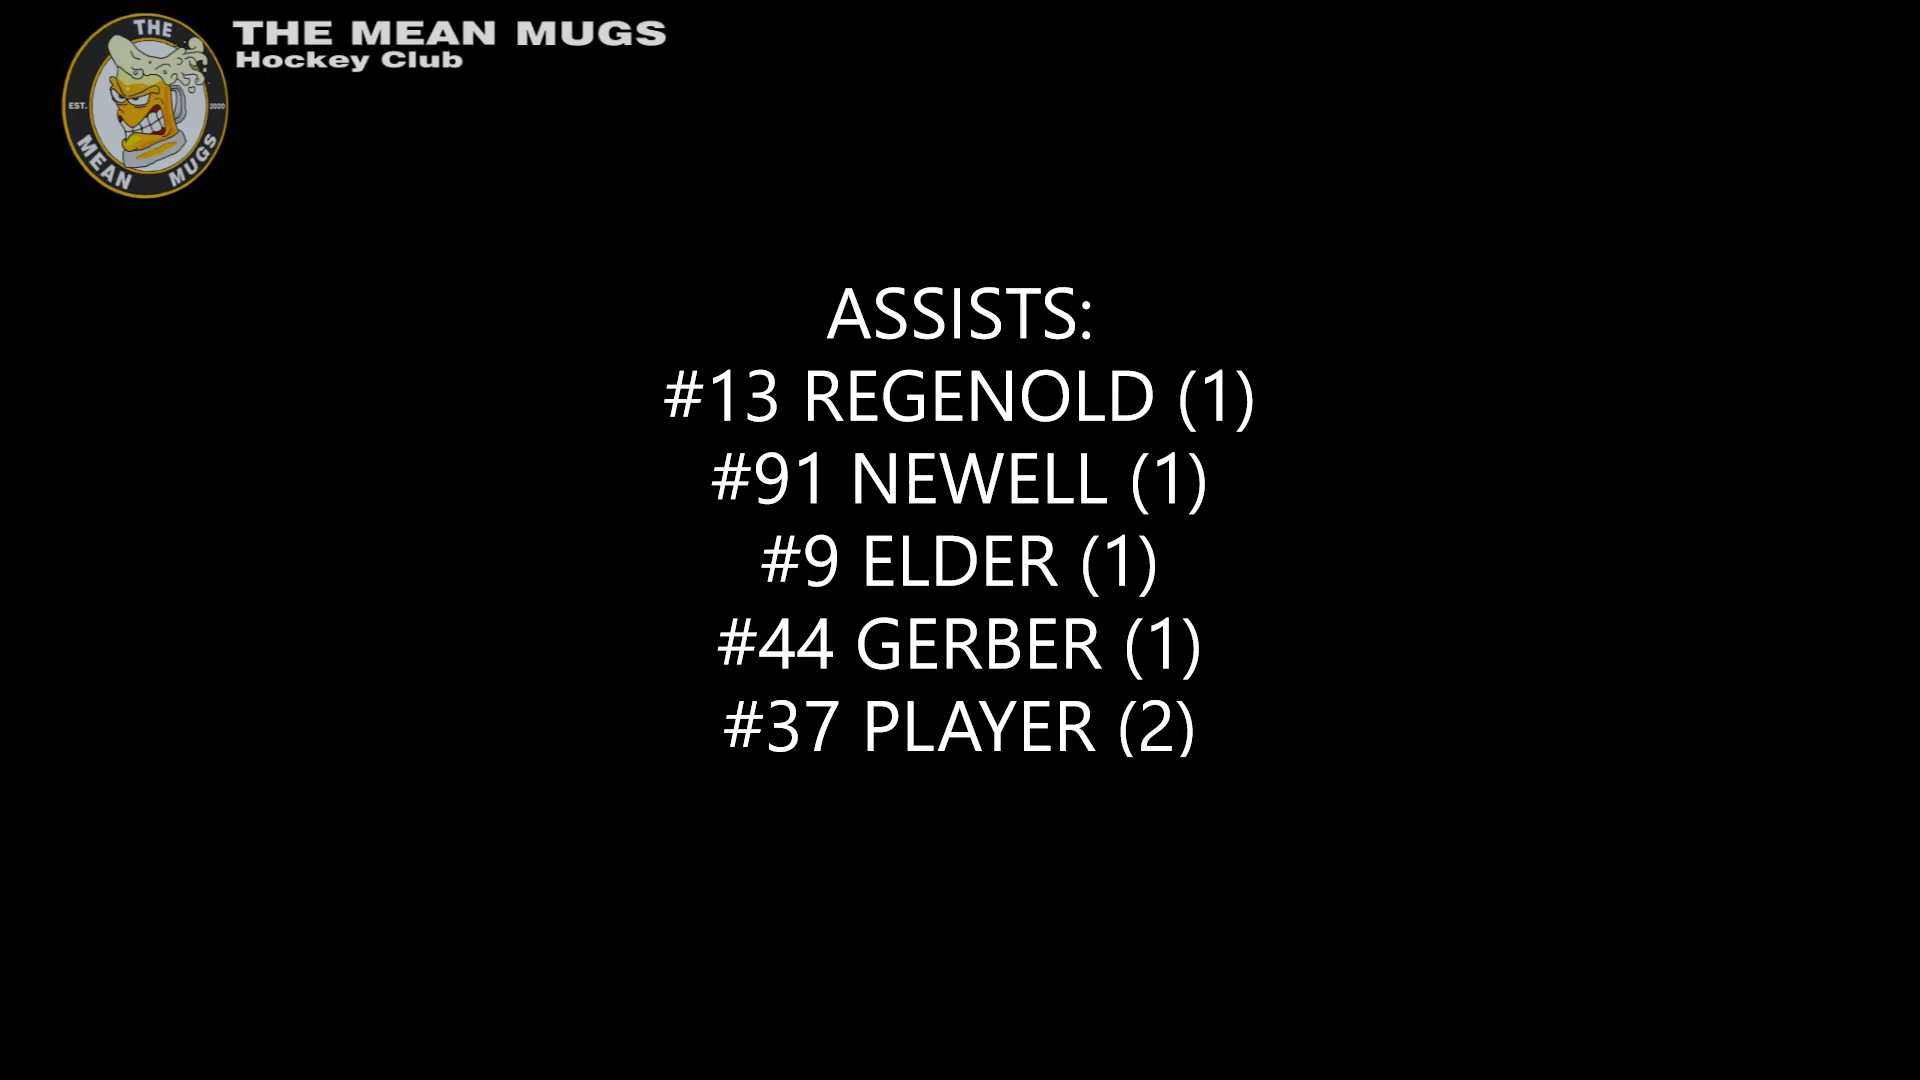 THE
EST. 2020
MEAN MUGS
THE MEAN MUGS
Hockey Club
ASSISTS:
#13 REGENOLD (1)
#91 NEWELL (1)
#9 ELDER (1)
#44 GERBER (1)
#37 PLAYER (2)